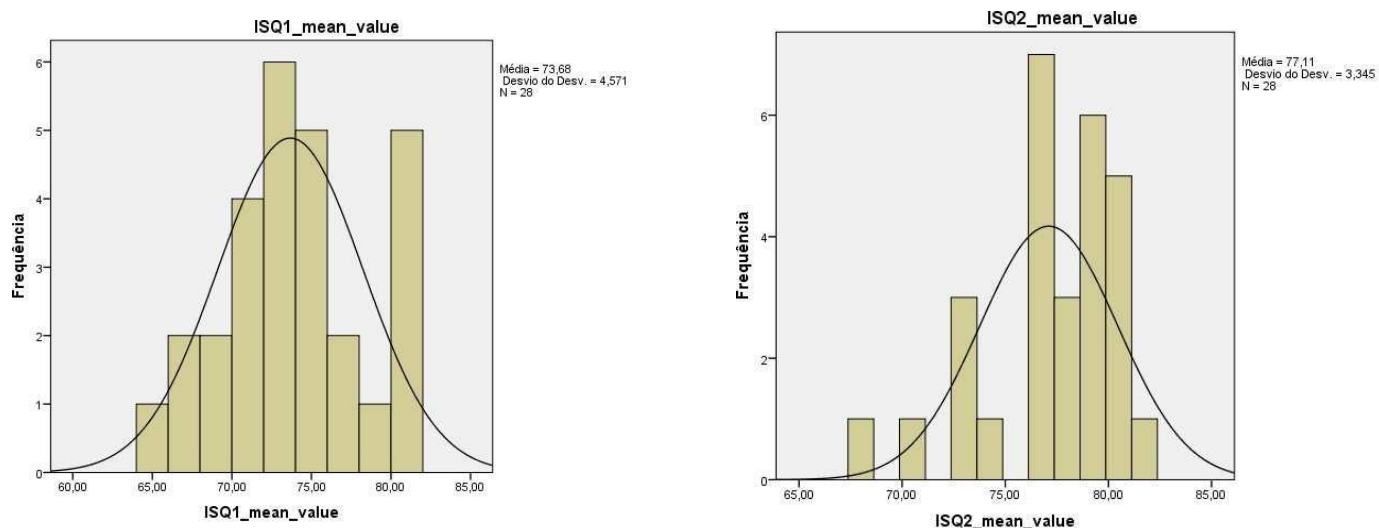 ISQ1_mean_value
Média = 73,68
Desvio do Desv. = 4,571
N = 28
Frequência
6
5
4
3
2
1
0
60,00 65,00 70,00 75,00 80,00 85,00
ISQ1_mean_value
ISQ2_mean_value
Média = 77,11
Desvio do Desv. = 3,345
N = 28
Frequência
6
4
2
0
65,00 70,00 75,00 80,00 85,00
ISQ2_mean_value